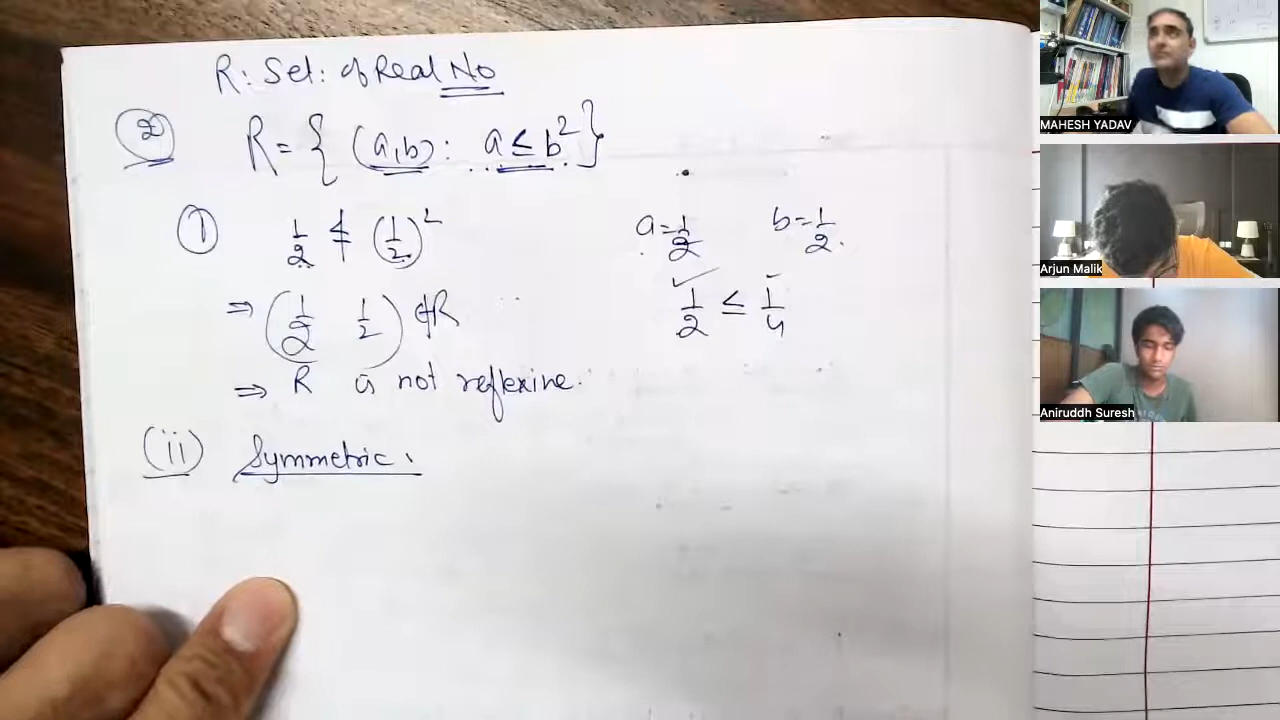 R: Set: of Real No
② R = { (a,b): a ≤ b² }
① 1/2 ≰ (1/2)² a = 1/2 b = 1/2.
⇒ (1/2 1/2) ∉ R 1/2 ≤ 1/4
⇒ R is not reflexive.
(ii) Symmetric.
MAHESH YADAV
Arjun Malik
Aniruddh Suresh